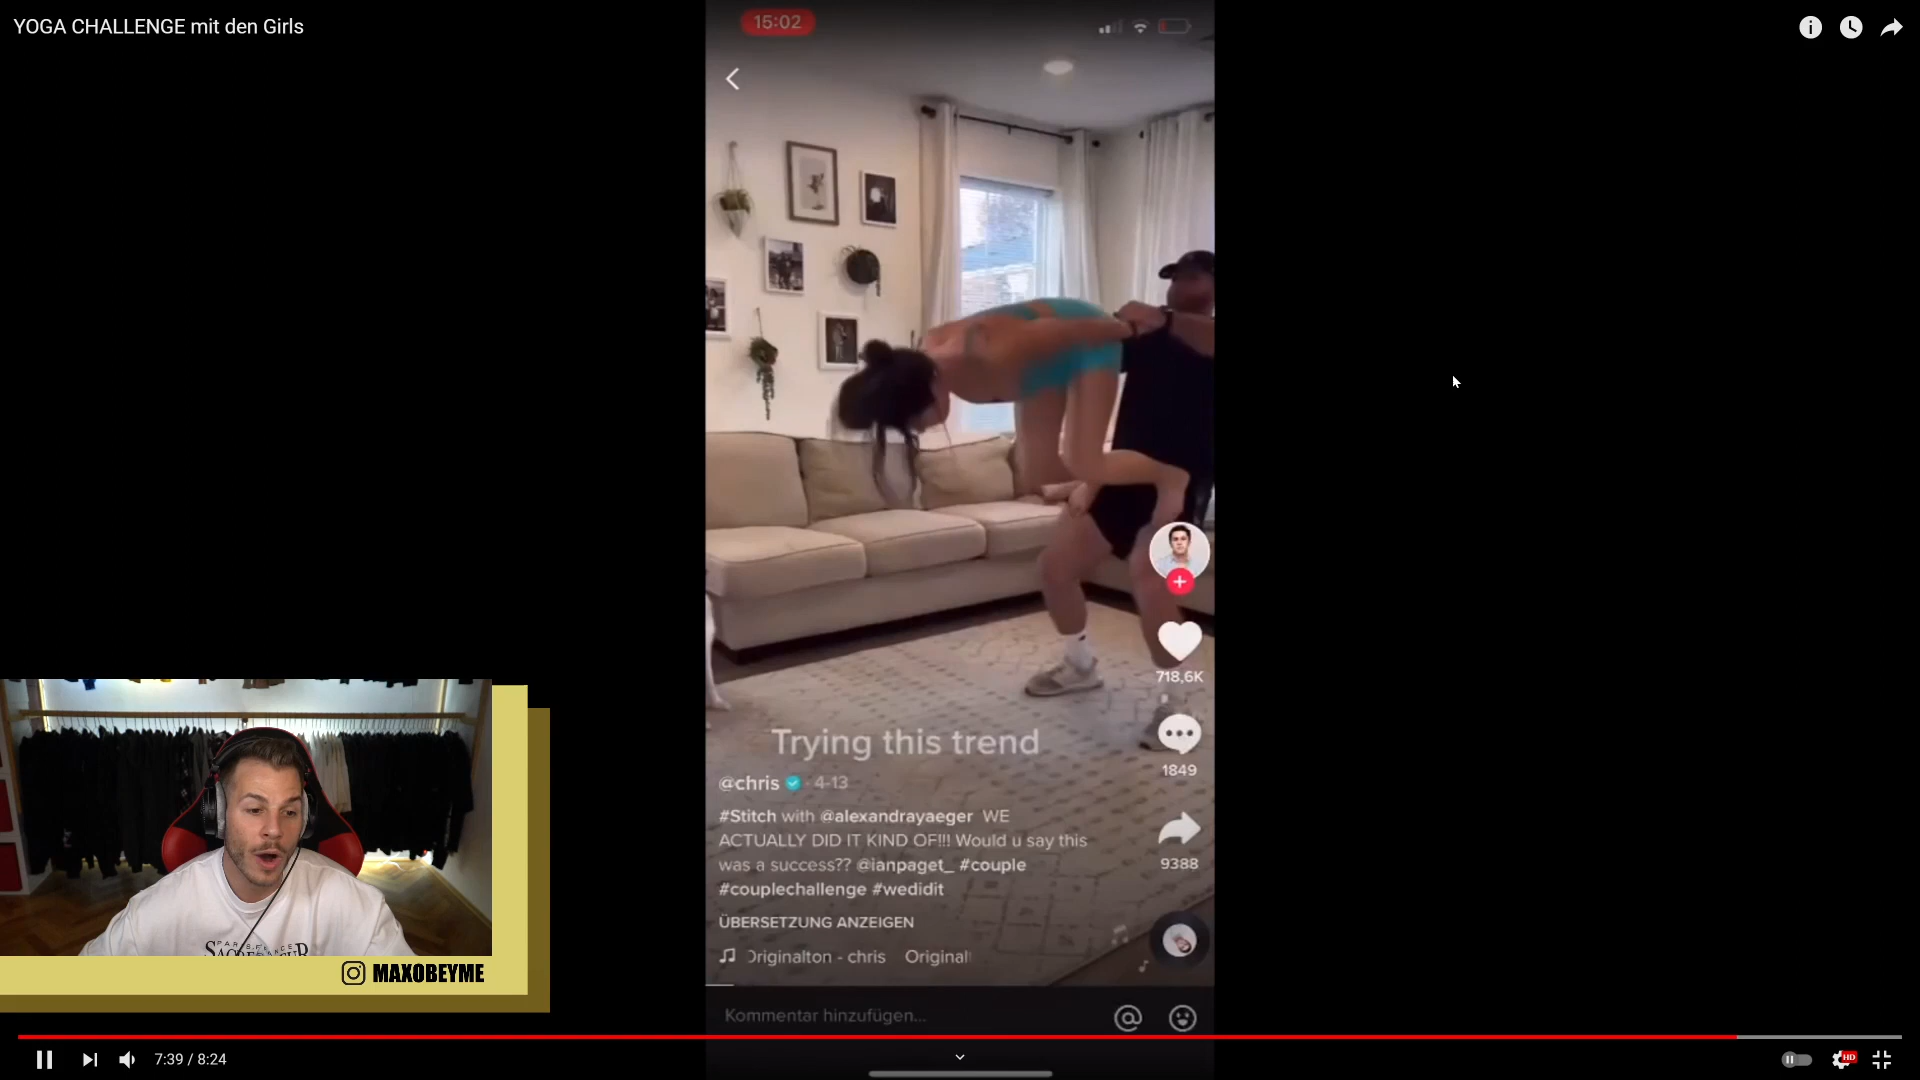 YOGA CHALLENGE mit den Girls
15:02
718,6K
Trying this trend
1849
@chris · 4-13
#Stitch with @alexandrayaeger WE
ACTUALLY DID IT KIND OF!!! Would u say this
was a success?? @ianpaget_ #couple
#couplechallenge #wedidit
9388
ÜBERSETZUNG ANZEIGEN
Originalton - chris Original
MAXOBEYME
Kommentar hinzufügen...
7:39 / 8:24
HD